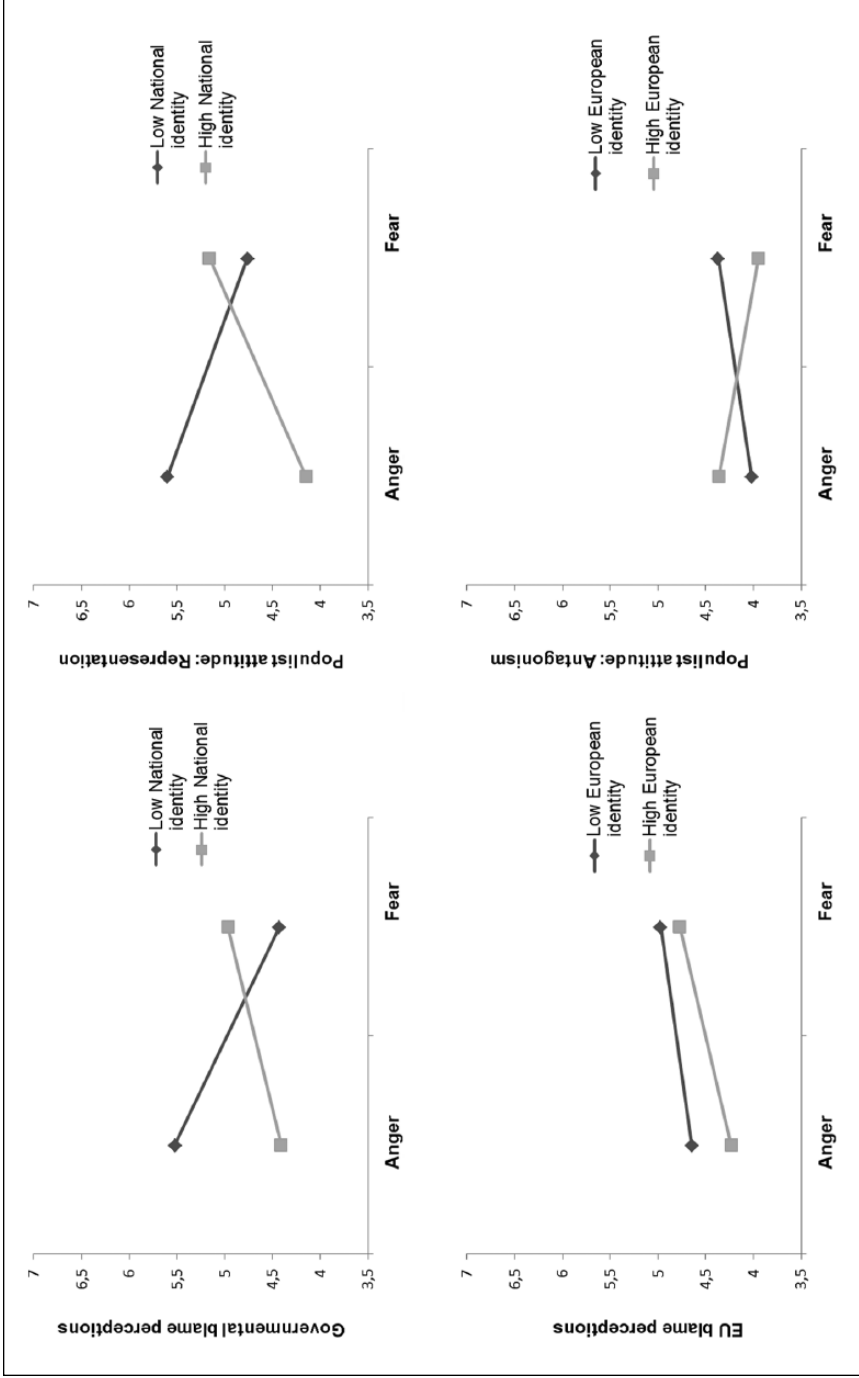 Governmental blame perceptions
7
6,5
6
5,5
5
4,5
4
3,5
Anger
Fear
Low National
identity
High National
identity
Populist attitude: Representation
7
6,5
6
5,5
5
4,5
4
3,5
Anger
Fear
Low National
identity
High National
identity
EU blame perceptions
7
6,5
6
5,5
5
4,5
4
3,5
Anger
Fear
Low European
identity
High European
identity
Populist attitude: Antagonism
7
6,5
6
5,5
5
4,5
4
3,5
Anger
Fear
Low European
identity
High European
identity